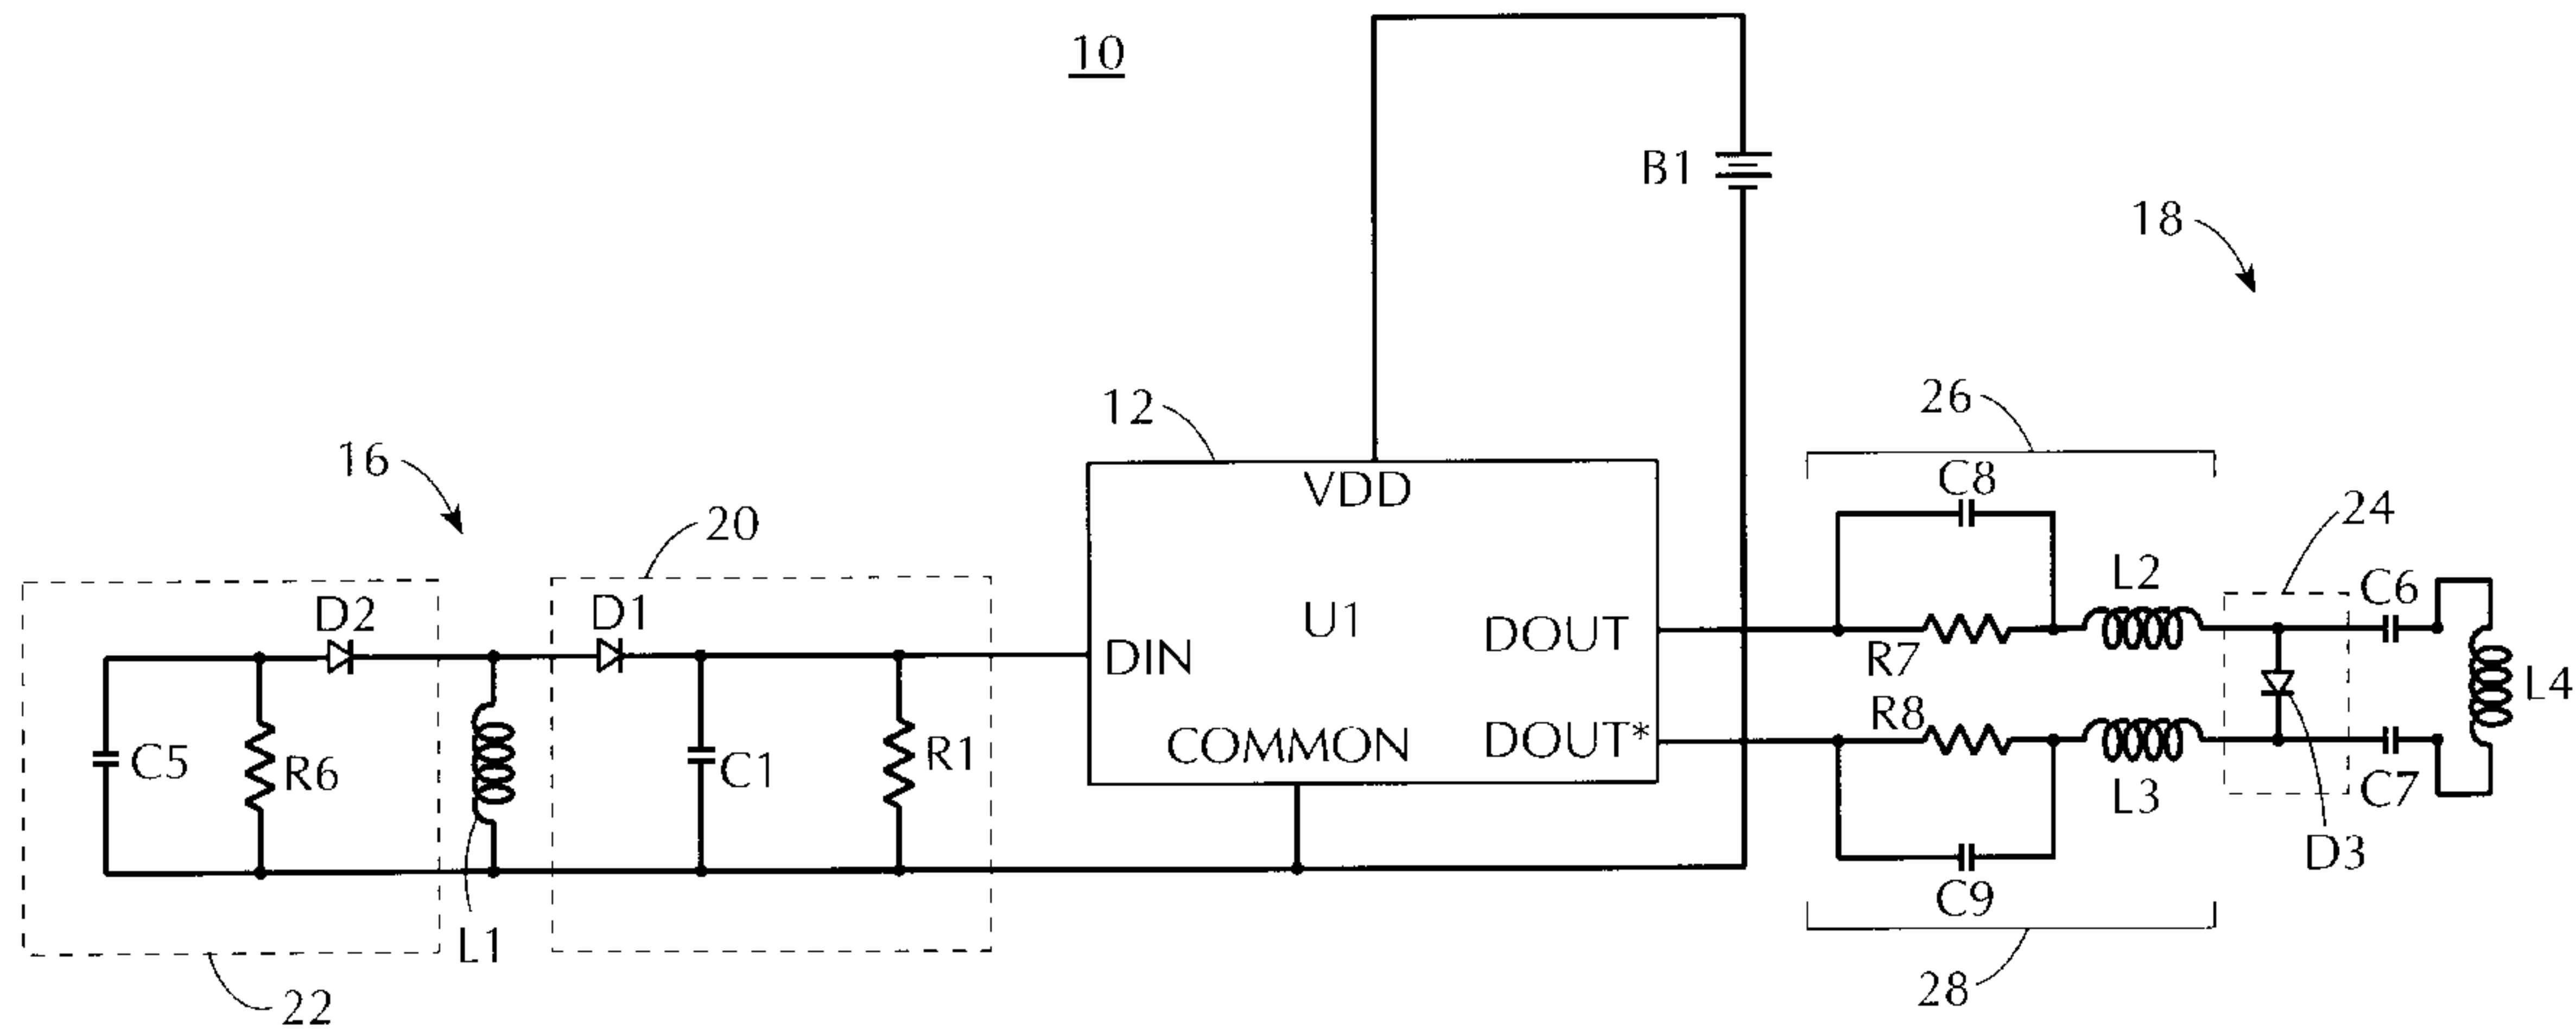 10
B1
18
12
26
16
VDD
C8
20
24
D2
D1
U1
L2
C6
DIN
DOUT
R7
L4
C5
R6
C1
R1
COMMON
DOUT*
R8
L3
C7
D3
C9
L1
22
28